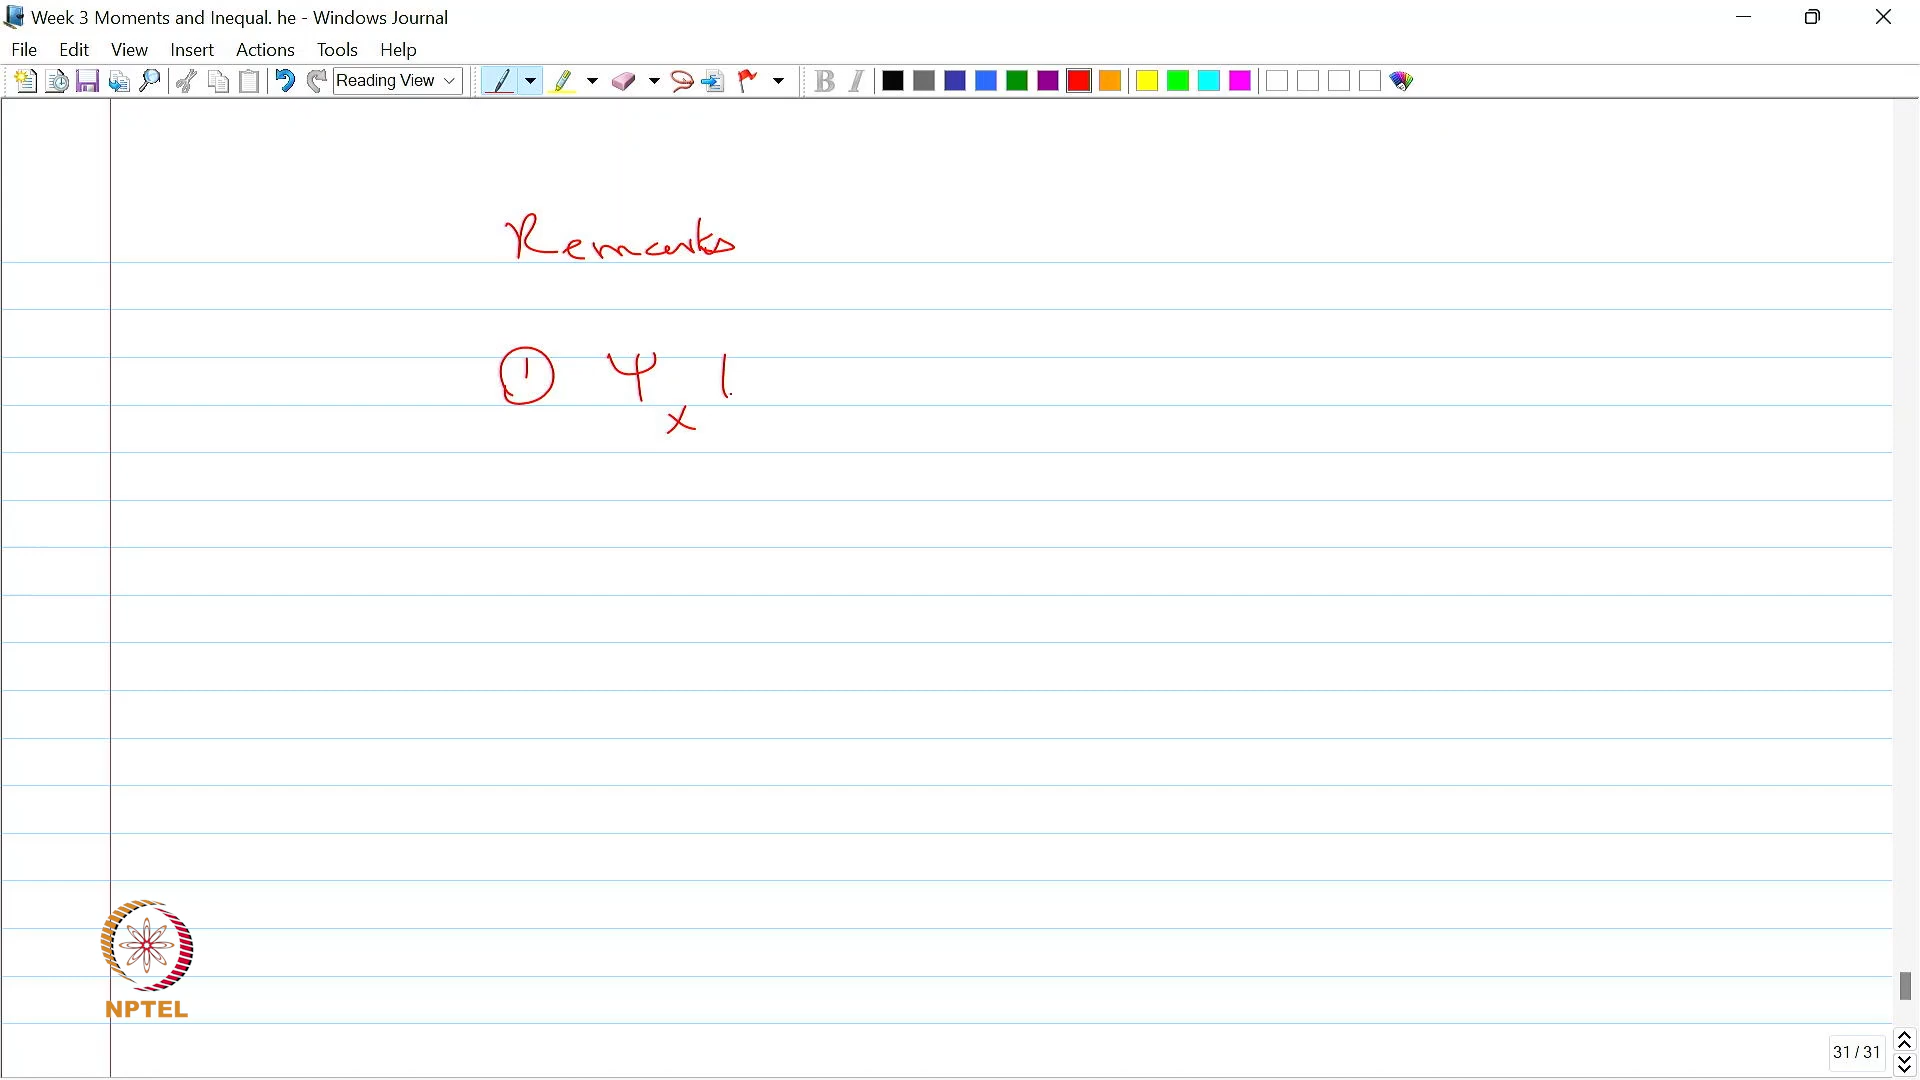 Week 3 Moments and Inequal. he - Windows Journal
File Edit View Insert Actions Tools Help
Reading View B I
Remarks
1 Ψ
x
NPTEL
31 / 31